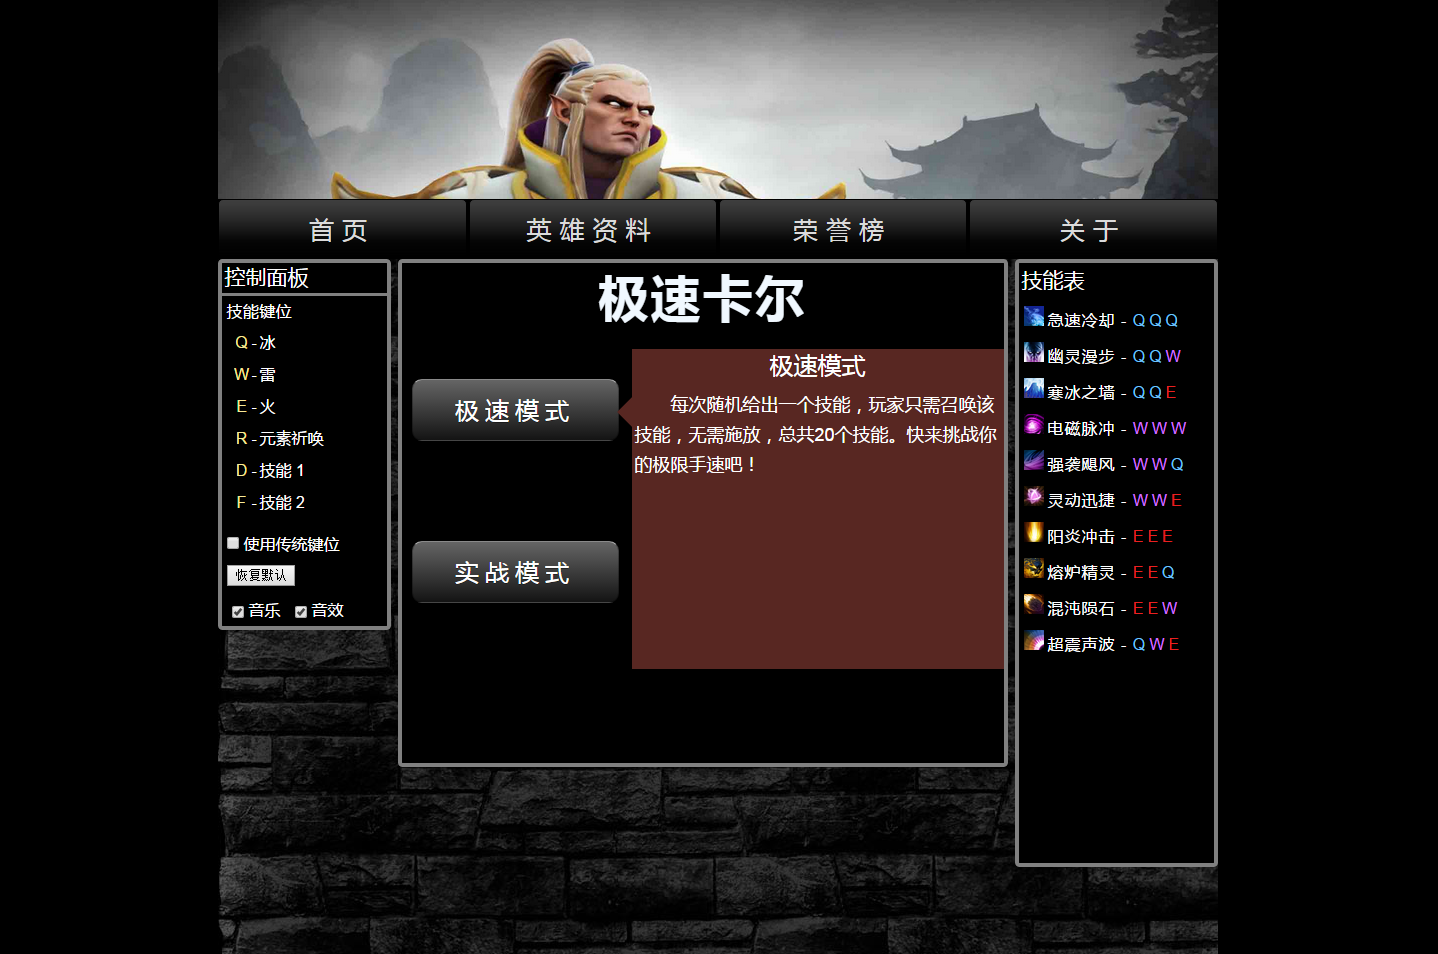 首页 英雄资料 荣誉榜 关于
控制面板
技能键位
Q - 冰
W - 雷
E - 火
R - 元素祈唤
D - 技能 1
F - 技能 2
使用传统键位
恢复默认
音乐 音效
极速卡尔
极速模式
实战模式
极速模式
每次随机给出一个技能，玩家只需召唤该
技能，无需施放，总共20个技能。快来挑战你
的极限手速吧！
技能表
急速冷却 - Q Q Q
幽灵漫步 - Q Q W
寒冰之墙 - Q Q E
电磁脉冲 - W W W
强袭飓风 - W W Q
灵动迅捷 - W W E
阳炎冲击 - E E E
熔炉精灵 - E E Q
混沌陨石 - E E W
超震声波 - Q W E